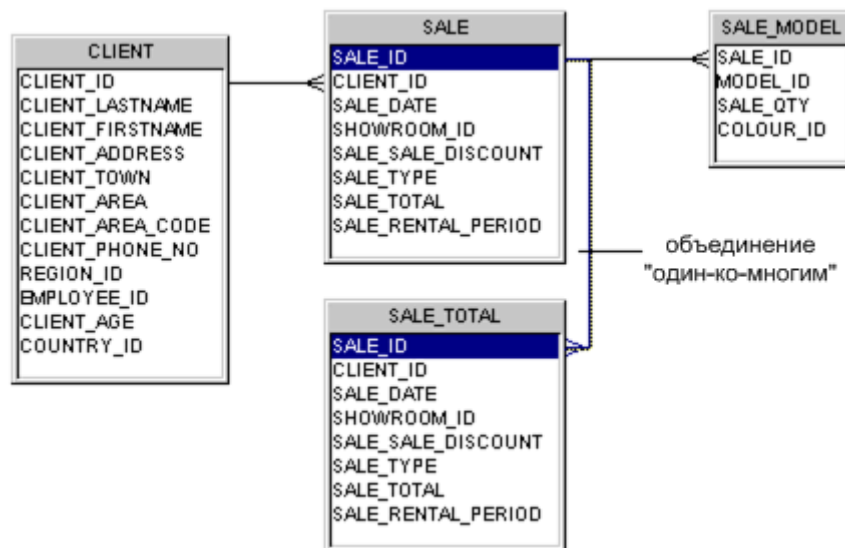 CLIENT
CLIENT_ID
CLIENT_LASTNAME
CLIENT_FIRSTNAME
CLIENT_ADDRESS
CLIENT_TOWN
CLIENT_AREA
CLIENT_AREA_CODE
CLIENT_PHONE_NO
REGION_ID
EMPLOYEE_ID
CLIENT_AGE
COUNTRY_ID
SALE
SALE_ID
CLIENT_ID
SALE_DATE
SHOWROOM_ID
SALE_SALE_DISCOUNT
SALE_TYPE
SALE_TOTAL
SALE_RENTAL_PERIOD
SALE_MODEL
SALE_ID
MODEL_ID
SALE_QTY
COLOUR_ID
объединение
"один-ко-многим"
SALE_TOTAL
SALE_ID
CLIENT_ID
SALE_DATE
SHOWROOM_ID
SALE_SALE_DISCOUNT
SALE_TYPE
SALE_TOTAL
SALE_RENTAL_PERIOD